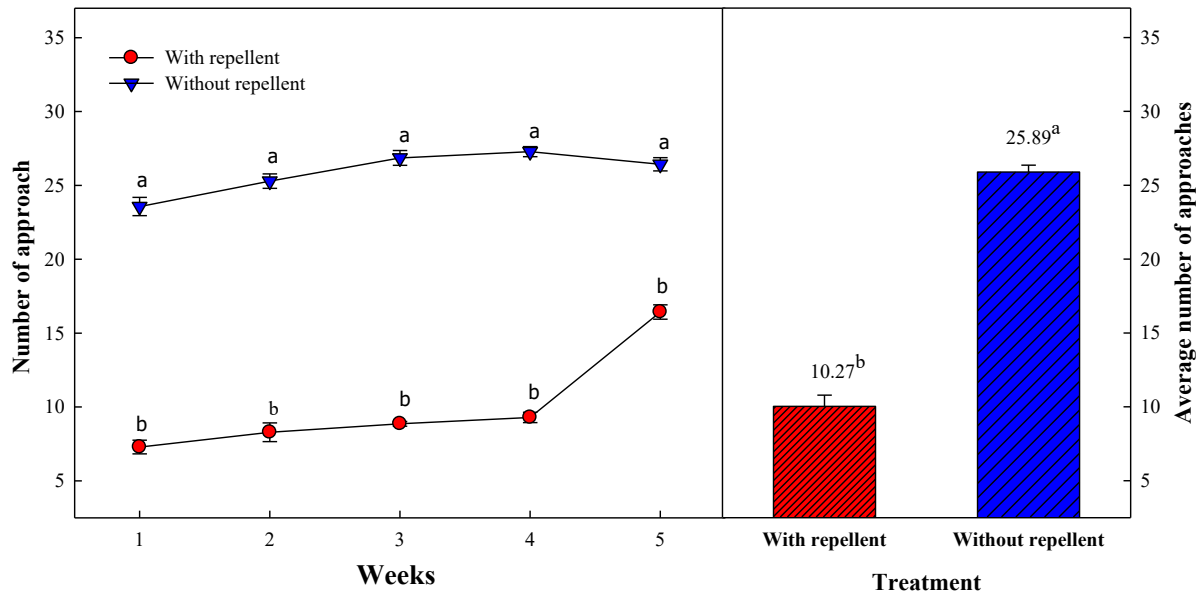 35
30
25
20
15
10
5
Number of approach
With repellent
Without repellent
a
a
a
a
a
b
b
b
b
b
1 2 3 4 5
Weeks
25.89a
10.27b
With repellent Without repellent
Treatment
35
30
25
20
15
10
5
Average number of approaches